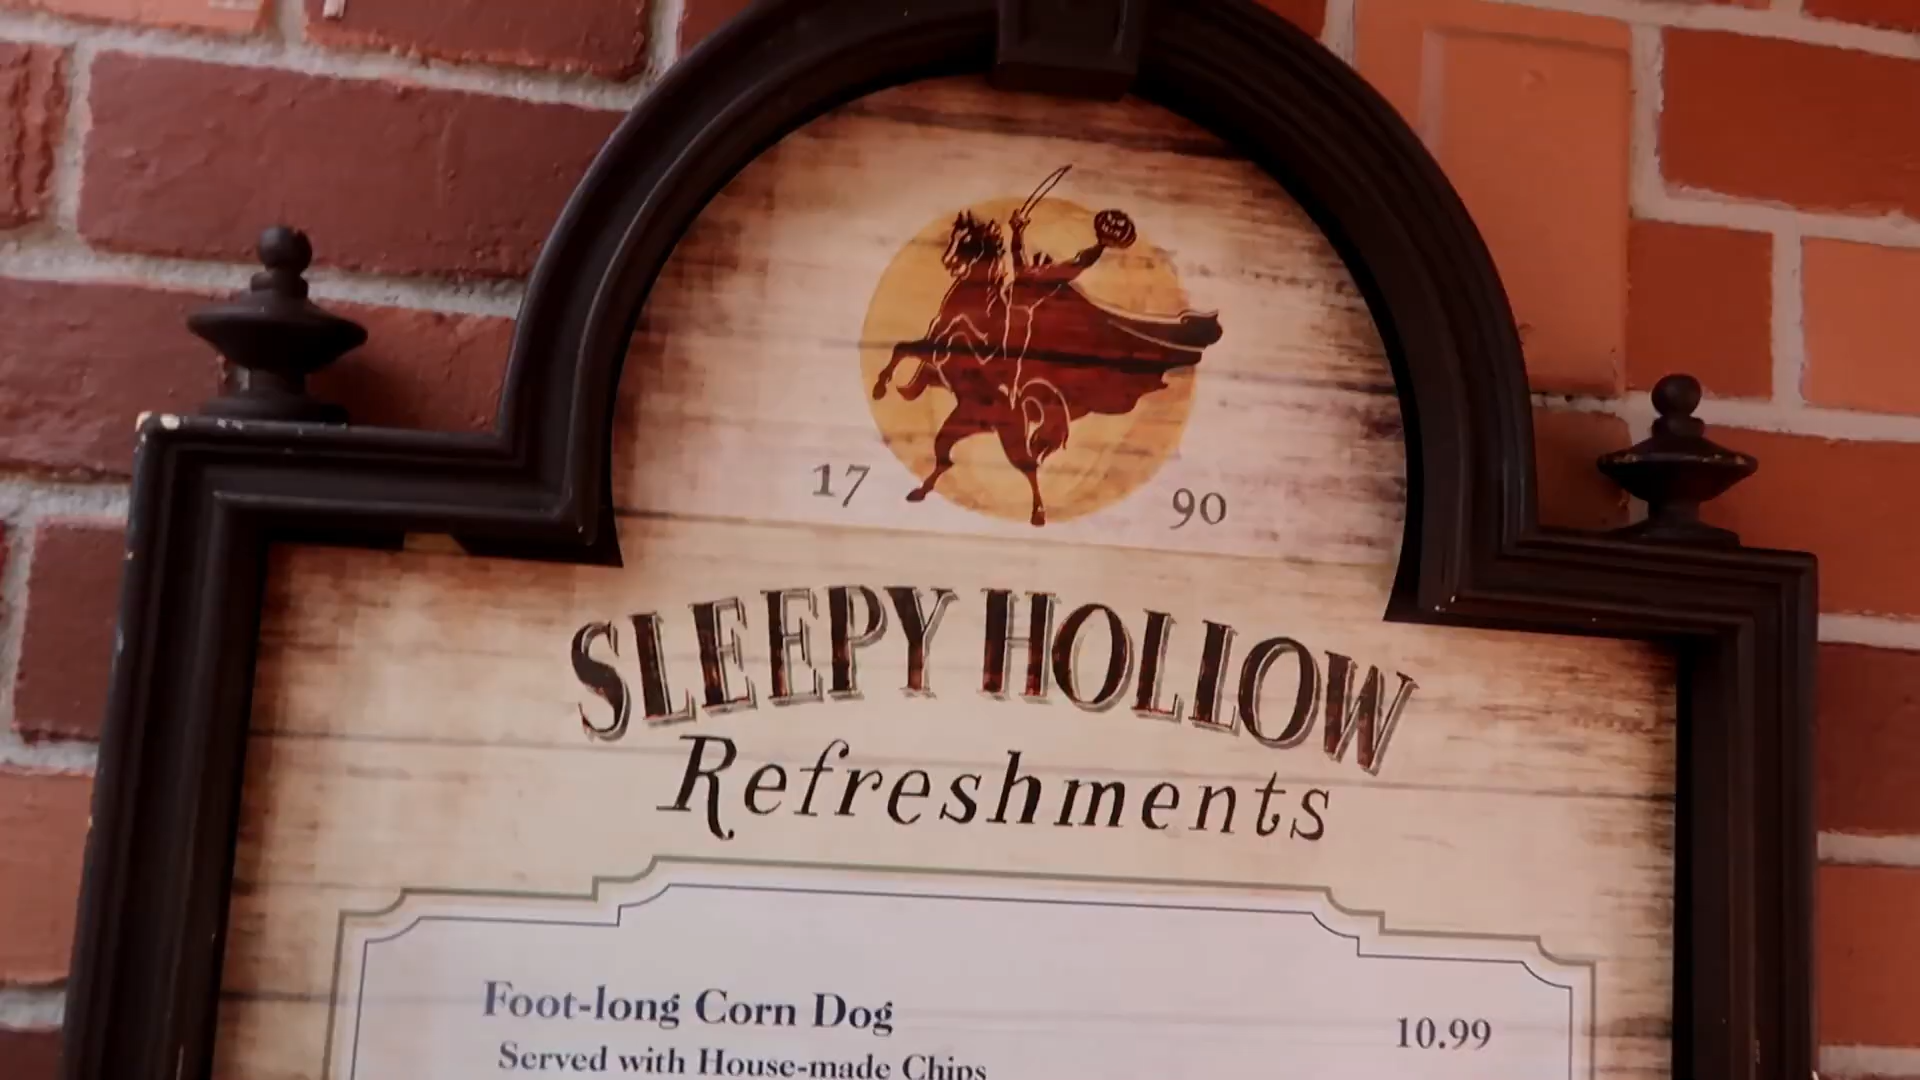 17 90
SLEEPY HOLLOW
Refreshments
Foot-long Corn Dog 10.99
Served with House-made Chips